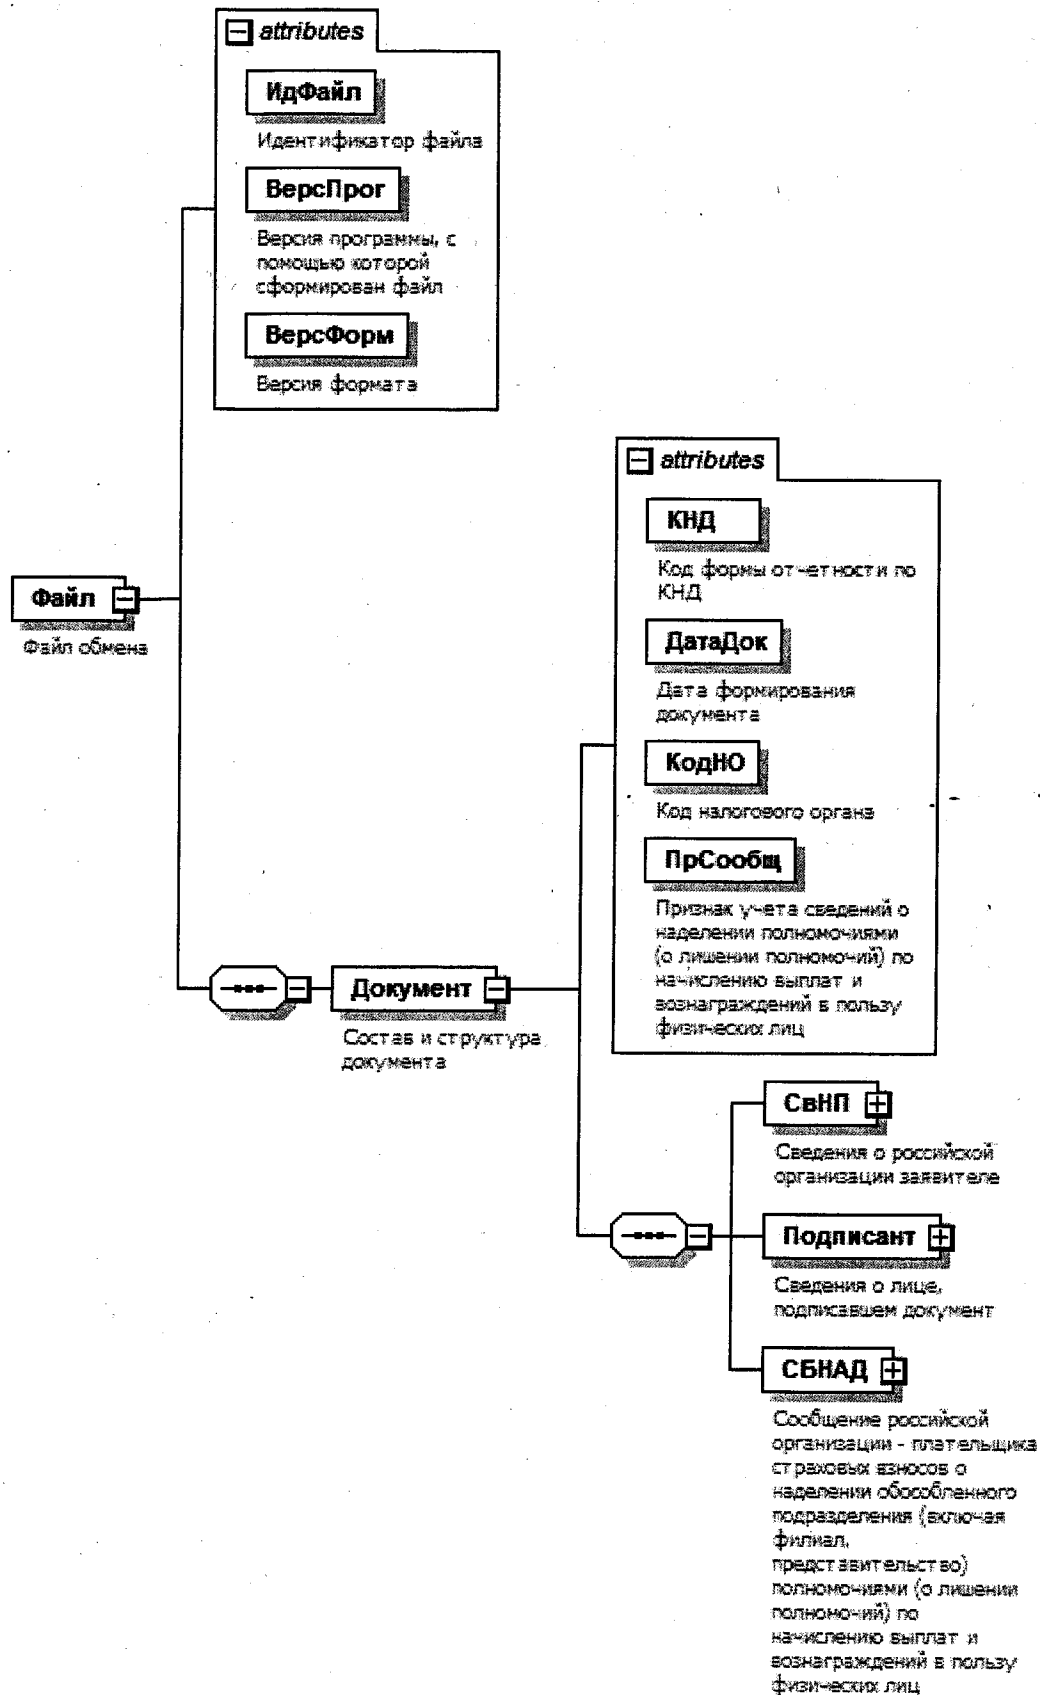 attributes
ИдФайл
Идентификатор файла
ВерсПрог
Версия программы, с
помощью которой
сформирован файл
ВерсФорм
Версия формата
attributes
КНД
Код формы отчетности по
КНД
Файл
Файл обмена
ДатаДок
Дата формирования
документа
КодНО
Код налогового органа
ПрСообщ
Признак учета сведений о
наделении полномочиями
(о лишении полномочий) по
начислению выплат и
вознаграждений в пользу
физических лиц
Документ
Состав и структура
документа
СвНП
Сведения о российской
организации заявителе
Подписант
Сведения о лице,
подписавшем документ
СБНАД
Сообщение российской
организации - плательщика
страховых взносов о
наделении обособленного
подразделения (включая
филиал,
представительство)
полномочиями (о лишении
полномочий) по
начислению выплат и
вознаграждений в пользу
физических лиц